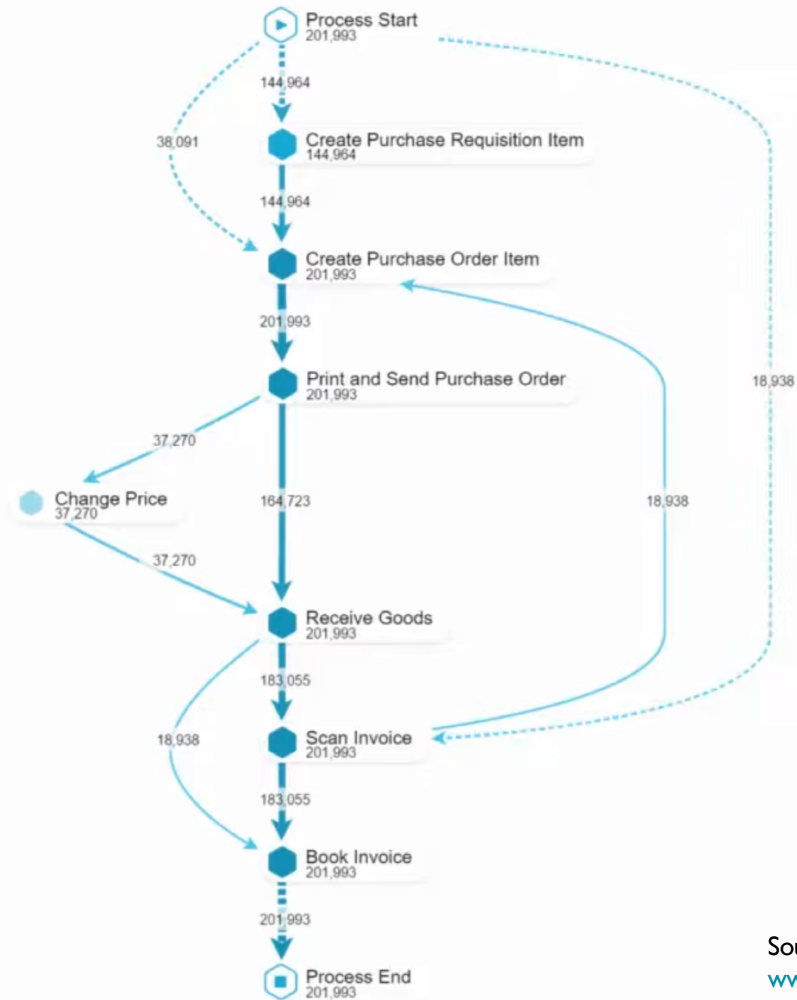 Process Start
201,993
144,964
38,091
Create Purchase Requisition Item
144,964
144,964
Create Purchase Order Item
201,993
201,993
Print and Send Purchase Order
201,993
18,938
37,270
Change Price
37,270
164,723
18,938
37,270
Receive Goods
201,993
183,055
18,938
Scan Invoice
201,993
183,055
Book Invoice
201,993
201,993
Process End
201,993